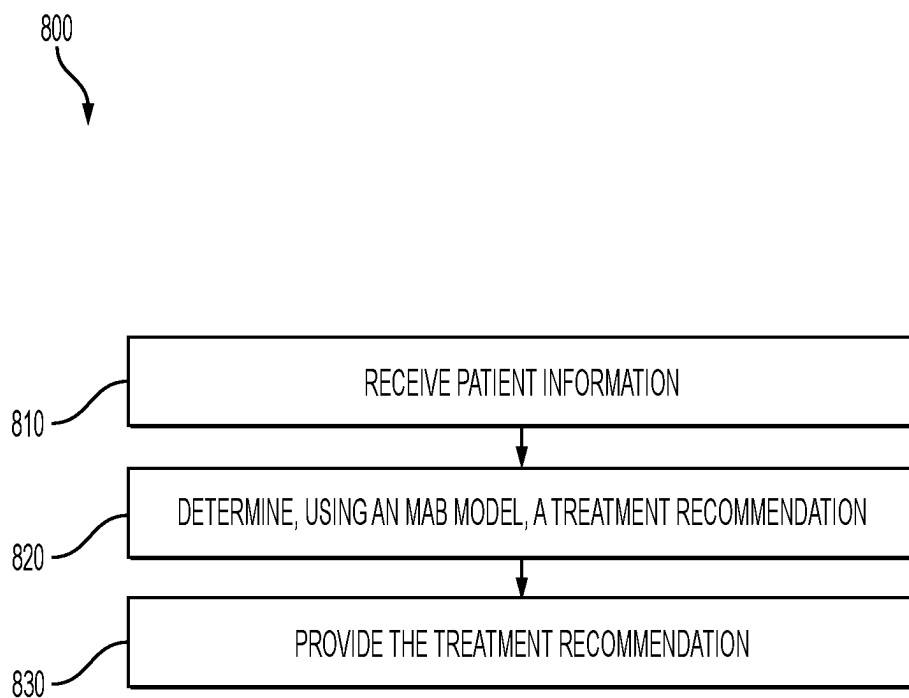 800
RECEIVE PATIENT INFORMATION
810
DETERMINE, USING AN MAB MODEL, A TREATMENT RECOMMENDATION
820
PROVIDE THE TREATMENT RECOMMENDATION
830